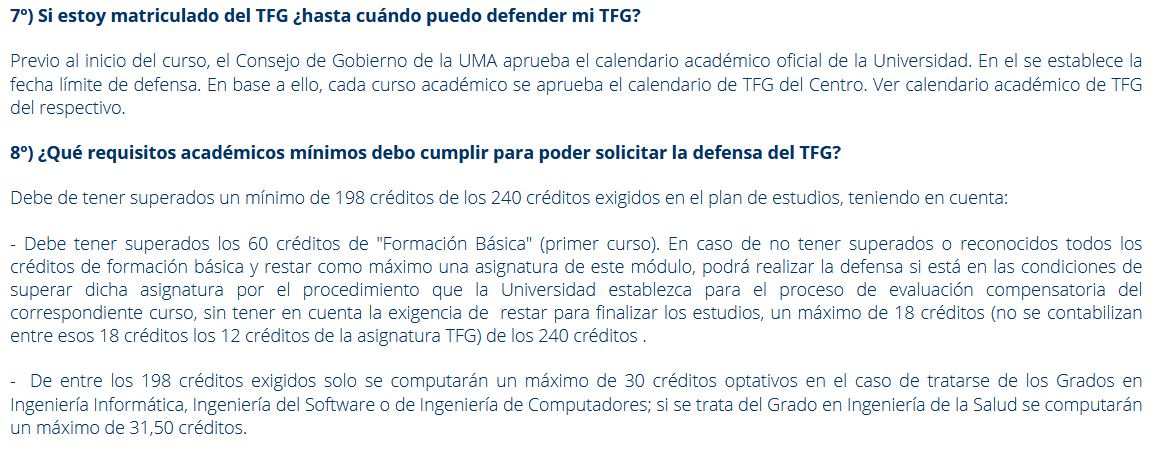 7º) Si estoy matriculado del TFG ¿hasta cuándo puedo defender mi TFG?
Previo al inicio del curso, el Consejo de Gobierno de la UMA aprueba el calendario académico oficial de la Universidad. En el se establece la
fecha límite de defensa. En base a ello, cada curso académico se aprueba el calendario de TFG del Centro. Ver calendario académico de TFG
del respectivo.
8º) ¿Qué requisitos académicos mínimos debo cumplir para poder solicitar la defensa del TFG?
Debe de tener superados un mínimo de 198 créditos de los 240 créditos exigidos en el plan de estudios, teniendo en cuenta:
- Debe tener superados los 60 créditos de "Formación Básica" (primer curso). En caso de no tener superados o reconocidos todos los
créditos de formación básica y restar como máximo una asignatura de este módulo, podrá realizar la defensa si está en las condiciones de
superar dicha asignatura por el procedimiento que la Universidad establezca para el proceso de evaluación compensatoria del
correspondiente curso, sin tener en cuenta la exigencia de restar para finalizar los estudios, un máximo de 18 créditos (no se contabilizan
entre esos 18 créditos los 12 créditos de la asignatura TFG) de los 240 créditos .
- De entre los 198 créditos exigidos solo se computarán un máximo de 30 créditos optativos en el caso de tratarse de los Grados en
Ingeniería Informática, Ingeniería del Software o de Ingeniería de Computadores; si se trata del Grado en Ingeniería de la Salud se computarán
un máximo de 31,50 créditos.